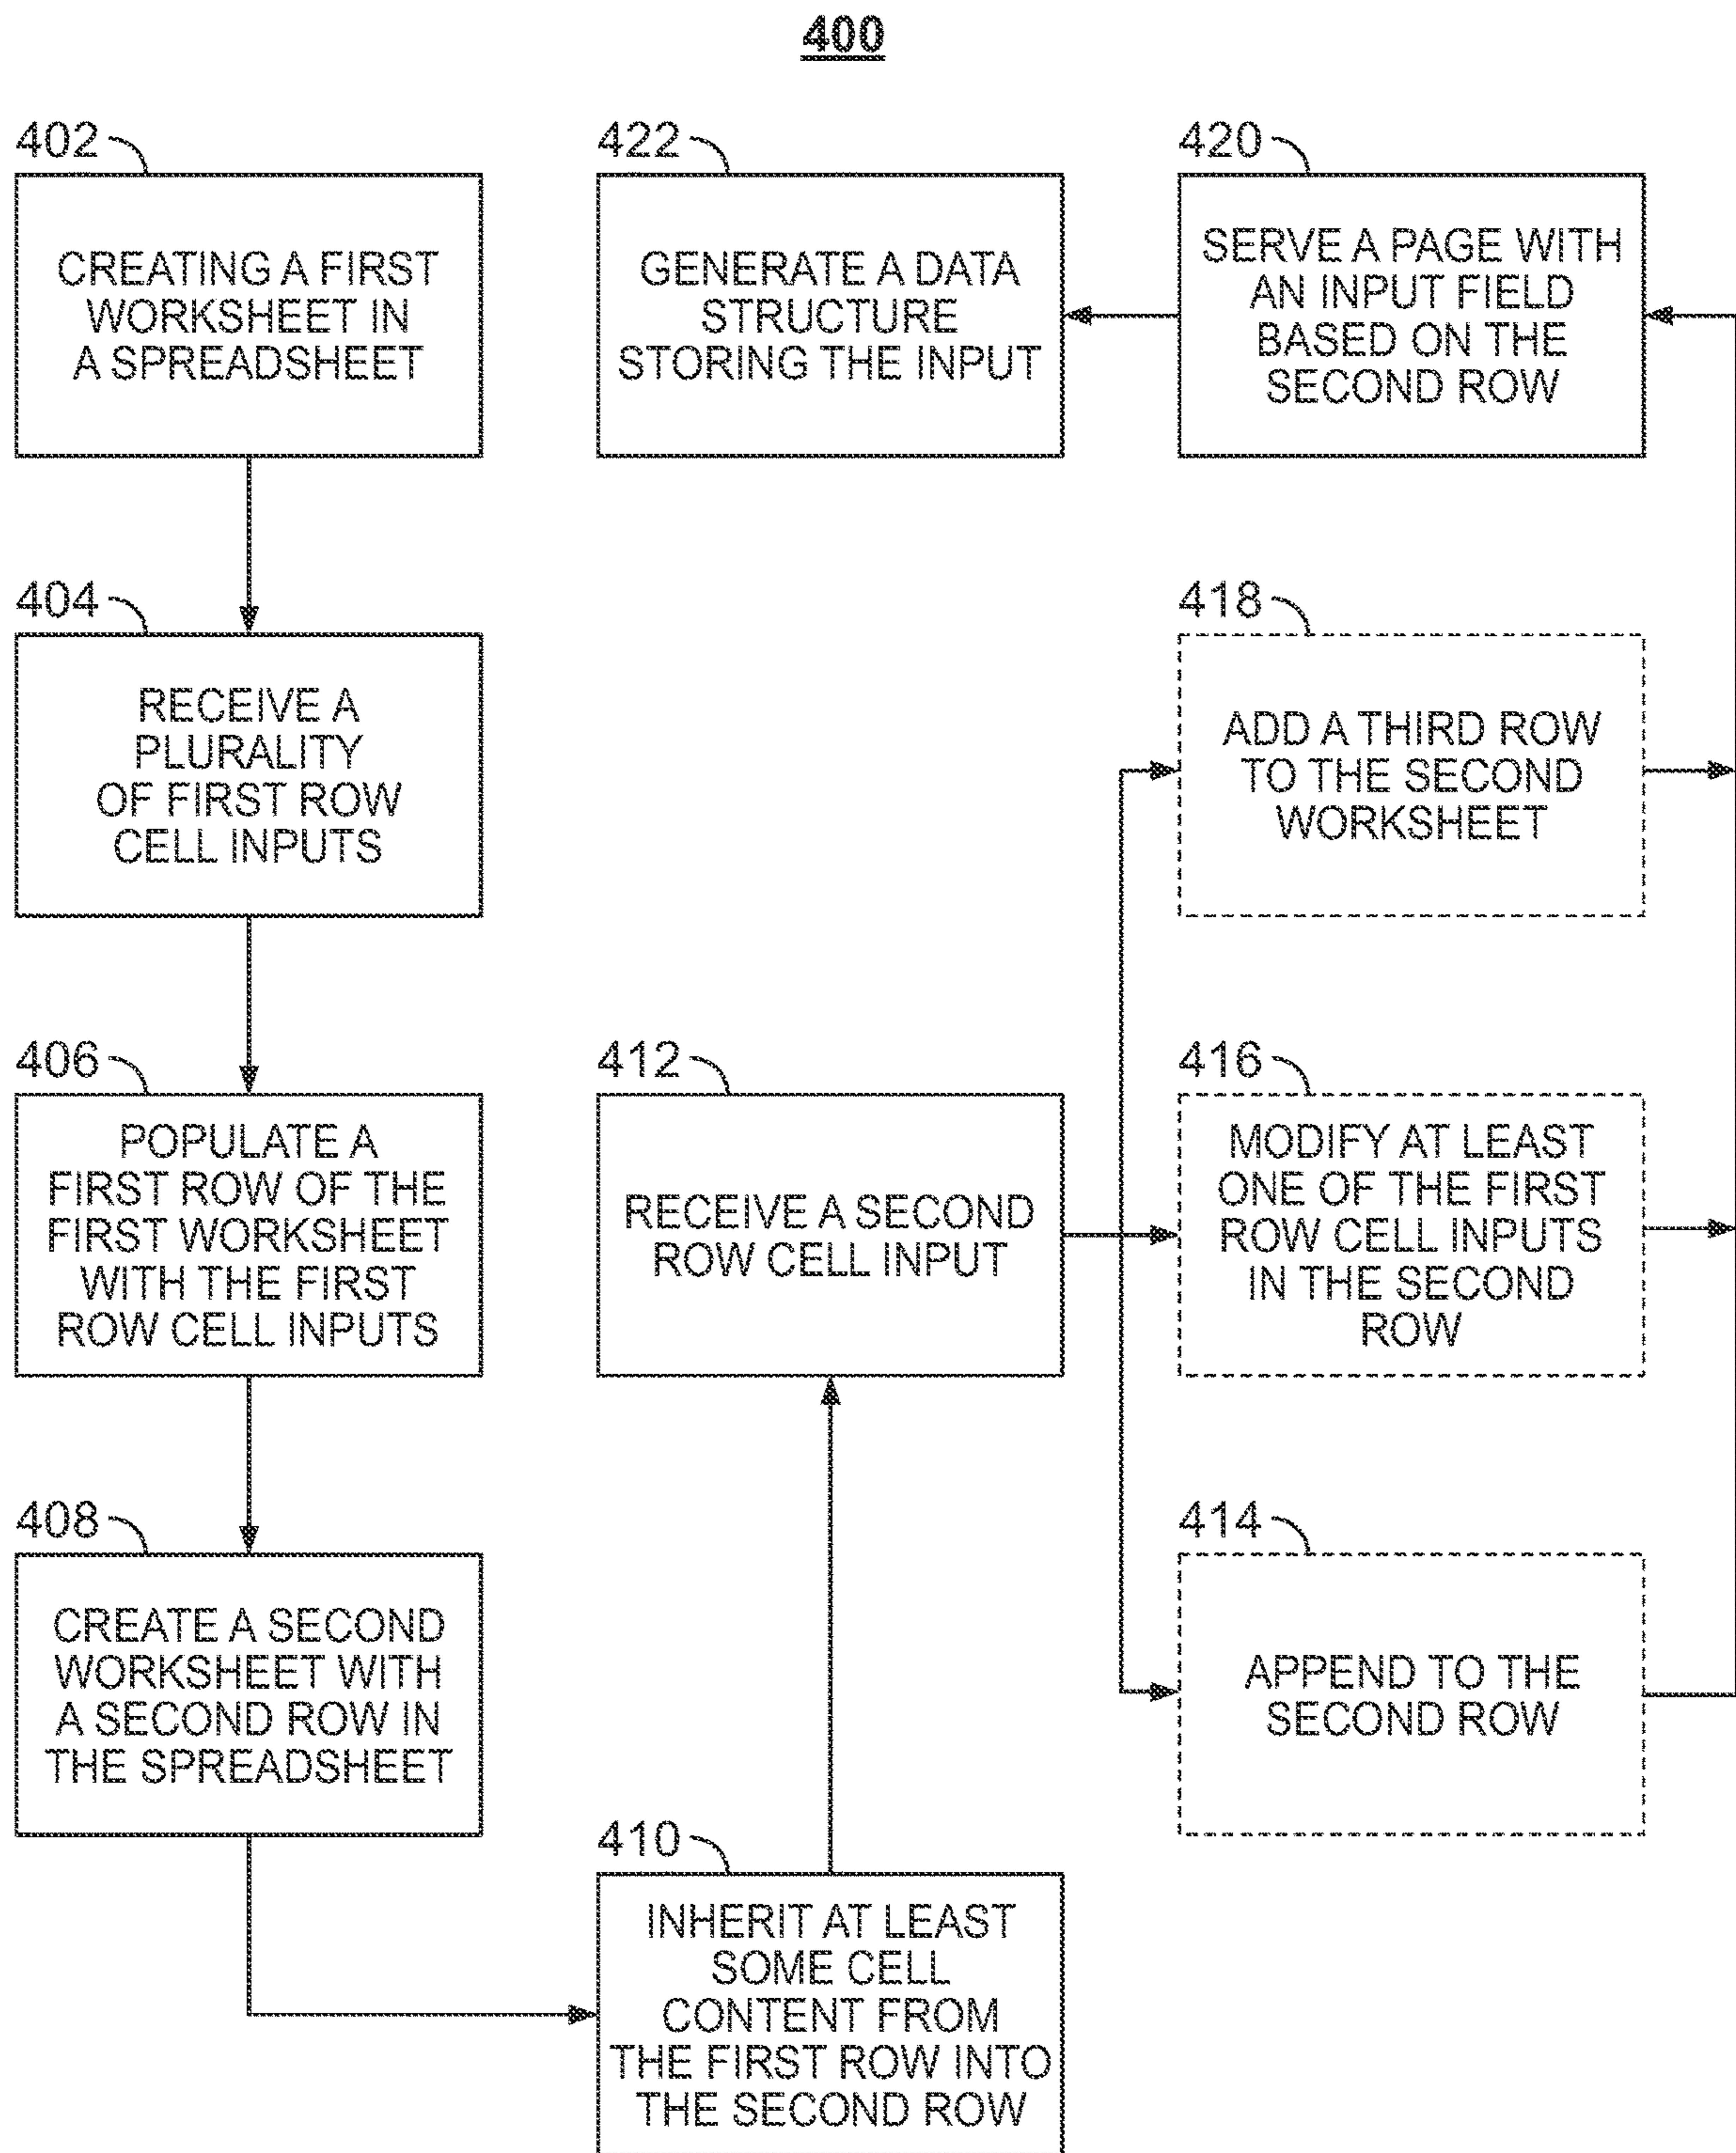 400
402
CREATING A FIRST
WORKSHEET IN
A SPREADSHEET
404
RECEIVE A
PLURALITY
OF FIRST ROW
CELL INPUTS
406
POPULATE A
FIRST ROW OF THE
FIRST WORKSHEET
WITH THE FIRST
ROW CELL INPUTS
408
CREATE A SECOND
WORKSHEET WITH
A SECOND ROW IN
THE SPREADSHEET
410
INHERIT AT LEAST
SOME CELL
CONTENT FROM
THE FIRST ROW INTO
THE SECOND ROW
412
RECEIVE A SECOND
ROW CELL INPUT
414
APPEND TO THE
SECOND ROW
416
MODIFY AT LEAST
ONE OF THE FIRST
ROW CELL INPUTS
IN THE SECOND
ROW
418
ADD A THIRD ROW
TO THE SECOND
WORKSHEET
420
SERVE A PAGE WITH
AN INPUT FIELD
BASED ON THE
SECOND ROW
422
GENERATE A DATA
STRUCTURE
STORING THE INPUT